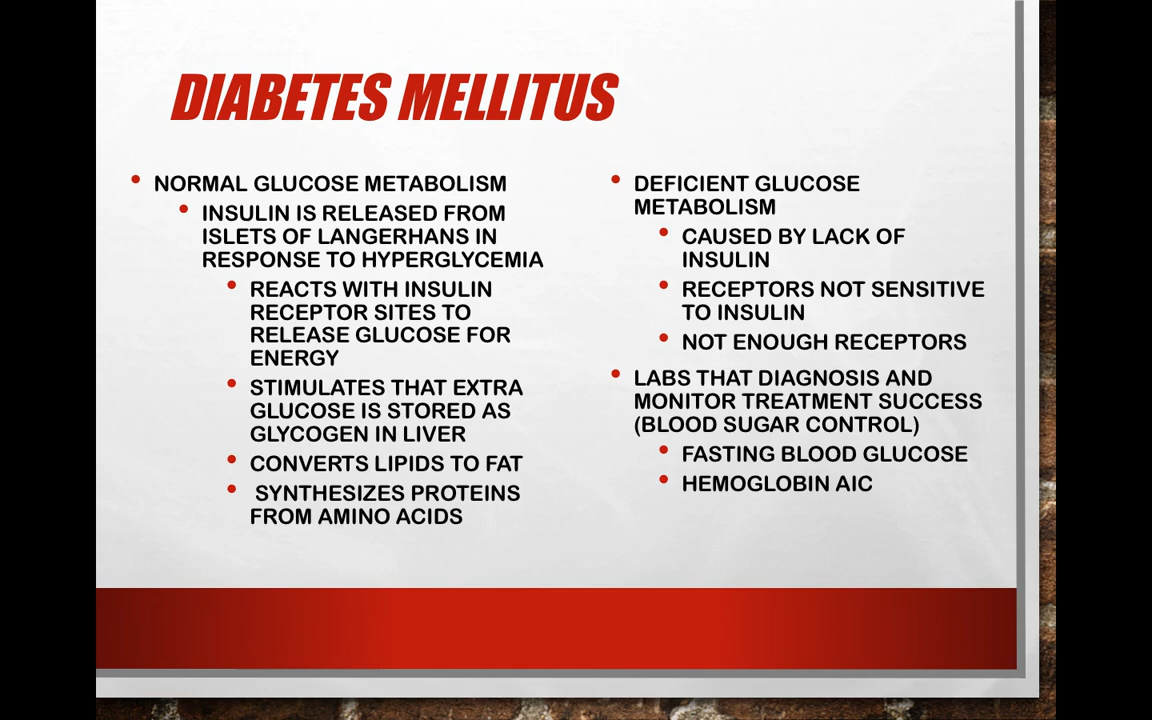 DIABETES MELLITUS
• NORMAL GLUCOSE METABOLISM
• INSULIN IS RELEASED FROM
ISLETS OF LANGERHANS IN
RESPONSE TO HYPERGLYCEMIA
• REACTS WITH INSULIN
RECEPTOR SITES TO
RELEASE GLUCOSE FOR
ENERGY
• STIMULATES THAT EXTRA
GLUCOSE IS STORED AS
GLYCOGEN IN LIVER
• CONVERTS LIPIDS TO FAT
• SYNTHESIZES PROTEINS
FROM AMINO ACIDS
• DEFICIENT GLUCOSE
METABOLISM
• CAUSED BY LACK OF
INSULIN
• RECEPTORS NOT SENSITIVE
TO INSULIN
• NOT ENOUGH RECEPTORS
• LABS THAT DIAGNOSIS AND
MONITOR TREATMENT SUCCESS
(BLOOD SUGAR CONTROL)
• FASTING BLOOD GLUCOSE
• HEMOGLOBIN AIC